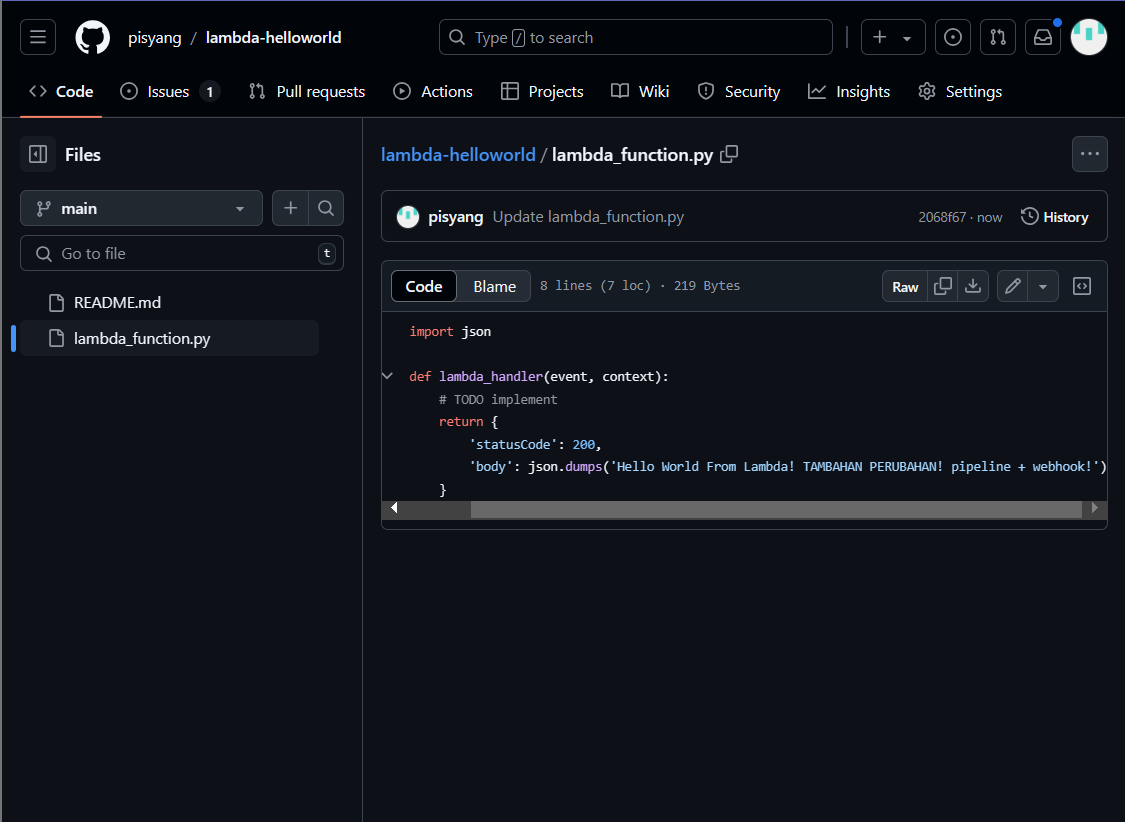 pisyang / lambda-helloworld
Type / to search
Code Issues 1 Pull requests Actions Projects Wiki Security Insights Settings
Files
main
Go to file t
README.md
lambda_function.py
lambda-helloworld / lambda_function.py
pisyang Update lambda_function.py 2068f67 · now History
Code Blame 8 lines (7 loc) · 219 Bytes Raw
import json
def lambda_handler(event, context):
# TODO implement
return {
'statusCode': 200,
'body': json.dumps('Hello World From Lambda! TAMBAHAN PERUBAHAN! pipeline + webhook!')
}